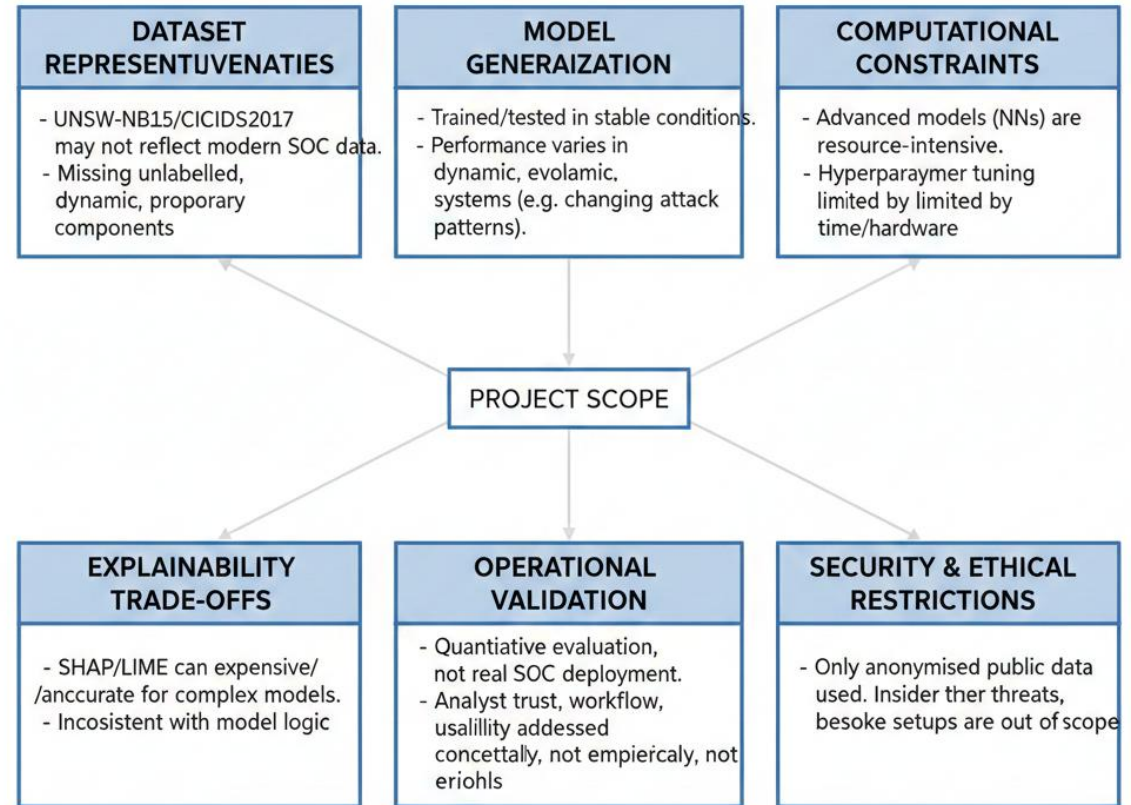 DATASET
REPRESENTUVENATIES
- UNSW-NB15/CICIDS2017
may not reflect modern SOC data.
- Missing unlabelled,
dynamic, proporary
components
MODEL
GENERAIZATION
- Trained/tested in stable conditions.
- Performance varies in
dynamic, evolamic,
systems (e.g. changing attack
patterns).
COMPUTATIONAL
CONSTRAINTS
- Advanced models (NNs) are
resource-intensive.
- Hyperparaymer tuning
limited by limited by
time/hardware
PROJECT SCOPE
EXPLAINABILITY
TRADE-OFFS
- SHAP/LIME can expensive/
/anccurate for complex models.
- Incosistent with model logic
OPERATIONAL
VALIDATION
- Quantiative evaluation,
not real SOC deployment.
- Analyst trust, workflow,
usalillity addressed
concettally, not empiercaly, not
eriohls
SECURITY & ETHICAL
RESTRICTIONS
- Only anonymised public data
used. Insider ther threats,
besoke setups are out of scope